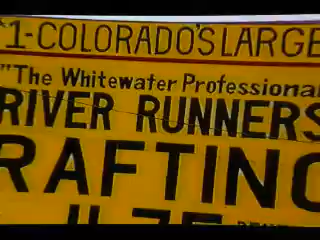 #1-COLORADO'S LARGE
"The Whitewater Professional
RIVER RUNNERS
RAFTING